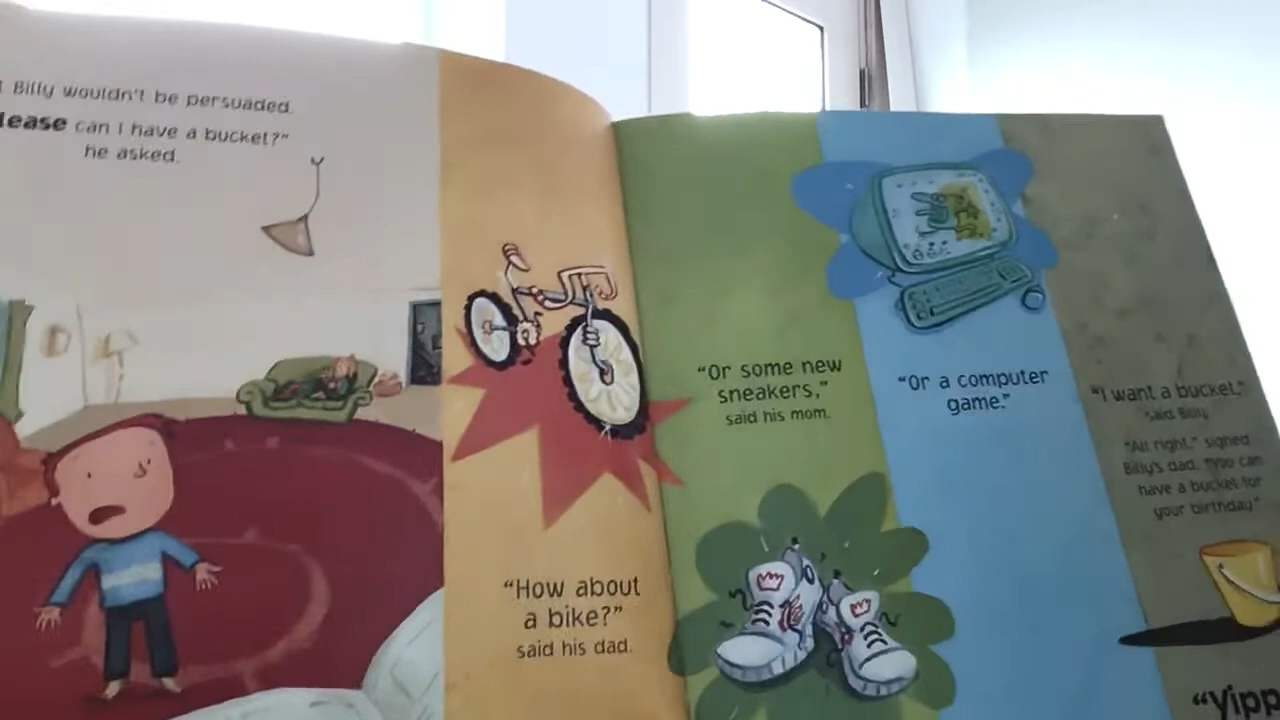 Billy wouldn't be persuaded.
lease can I have a bucket?"
he asked.
"How about
a bike?"
said his dad.
"Or some new
sneakers,"
said his mom.
"Or a computer
game."
"I want a bucket,"
said Billy.
"All right," sighed
Billy's dad. "You can
have a bucket for
your birthday."
"Yipp